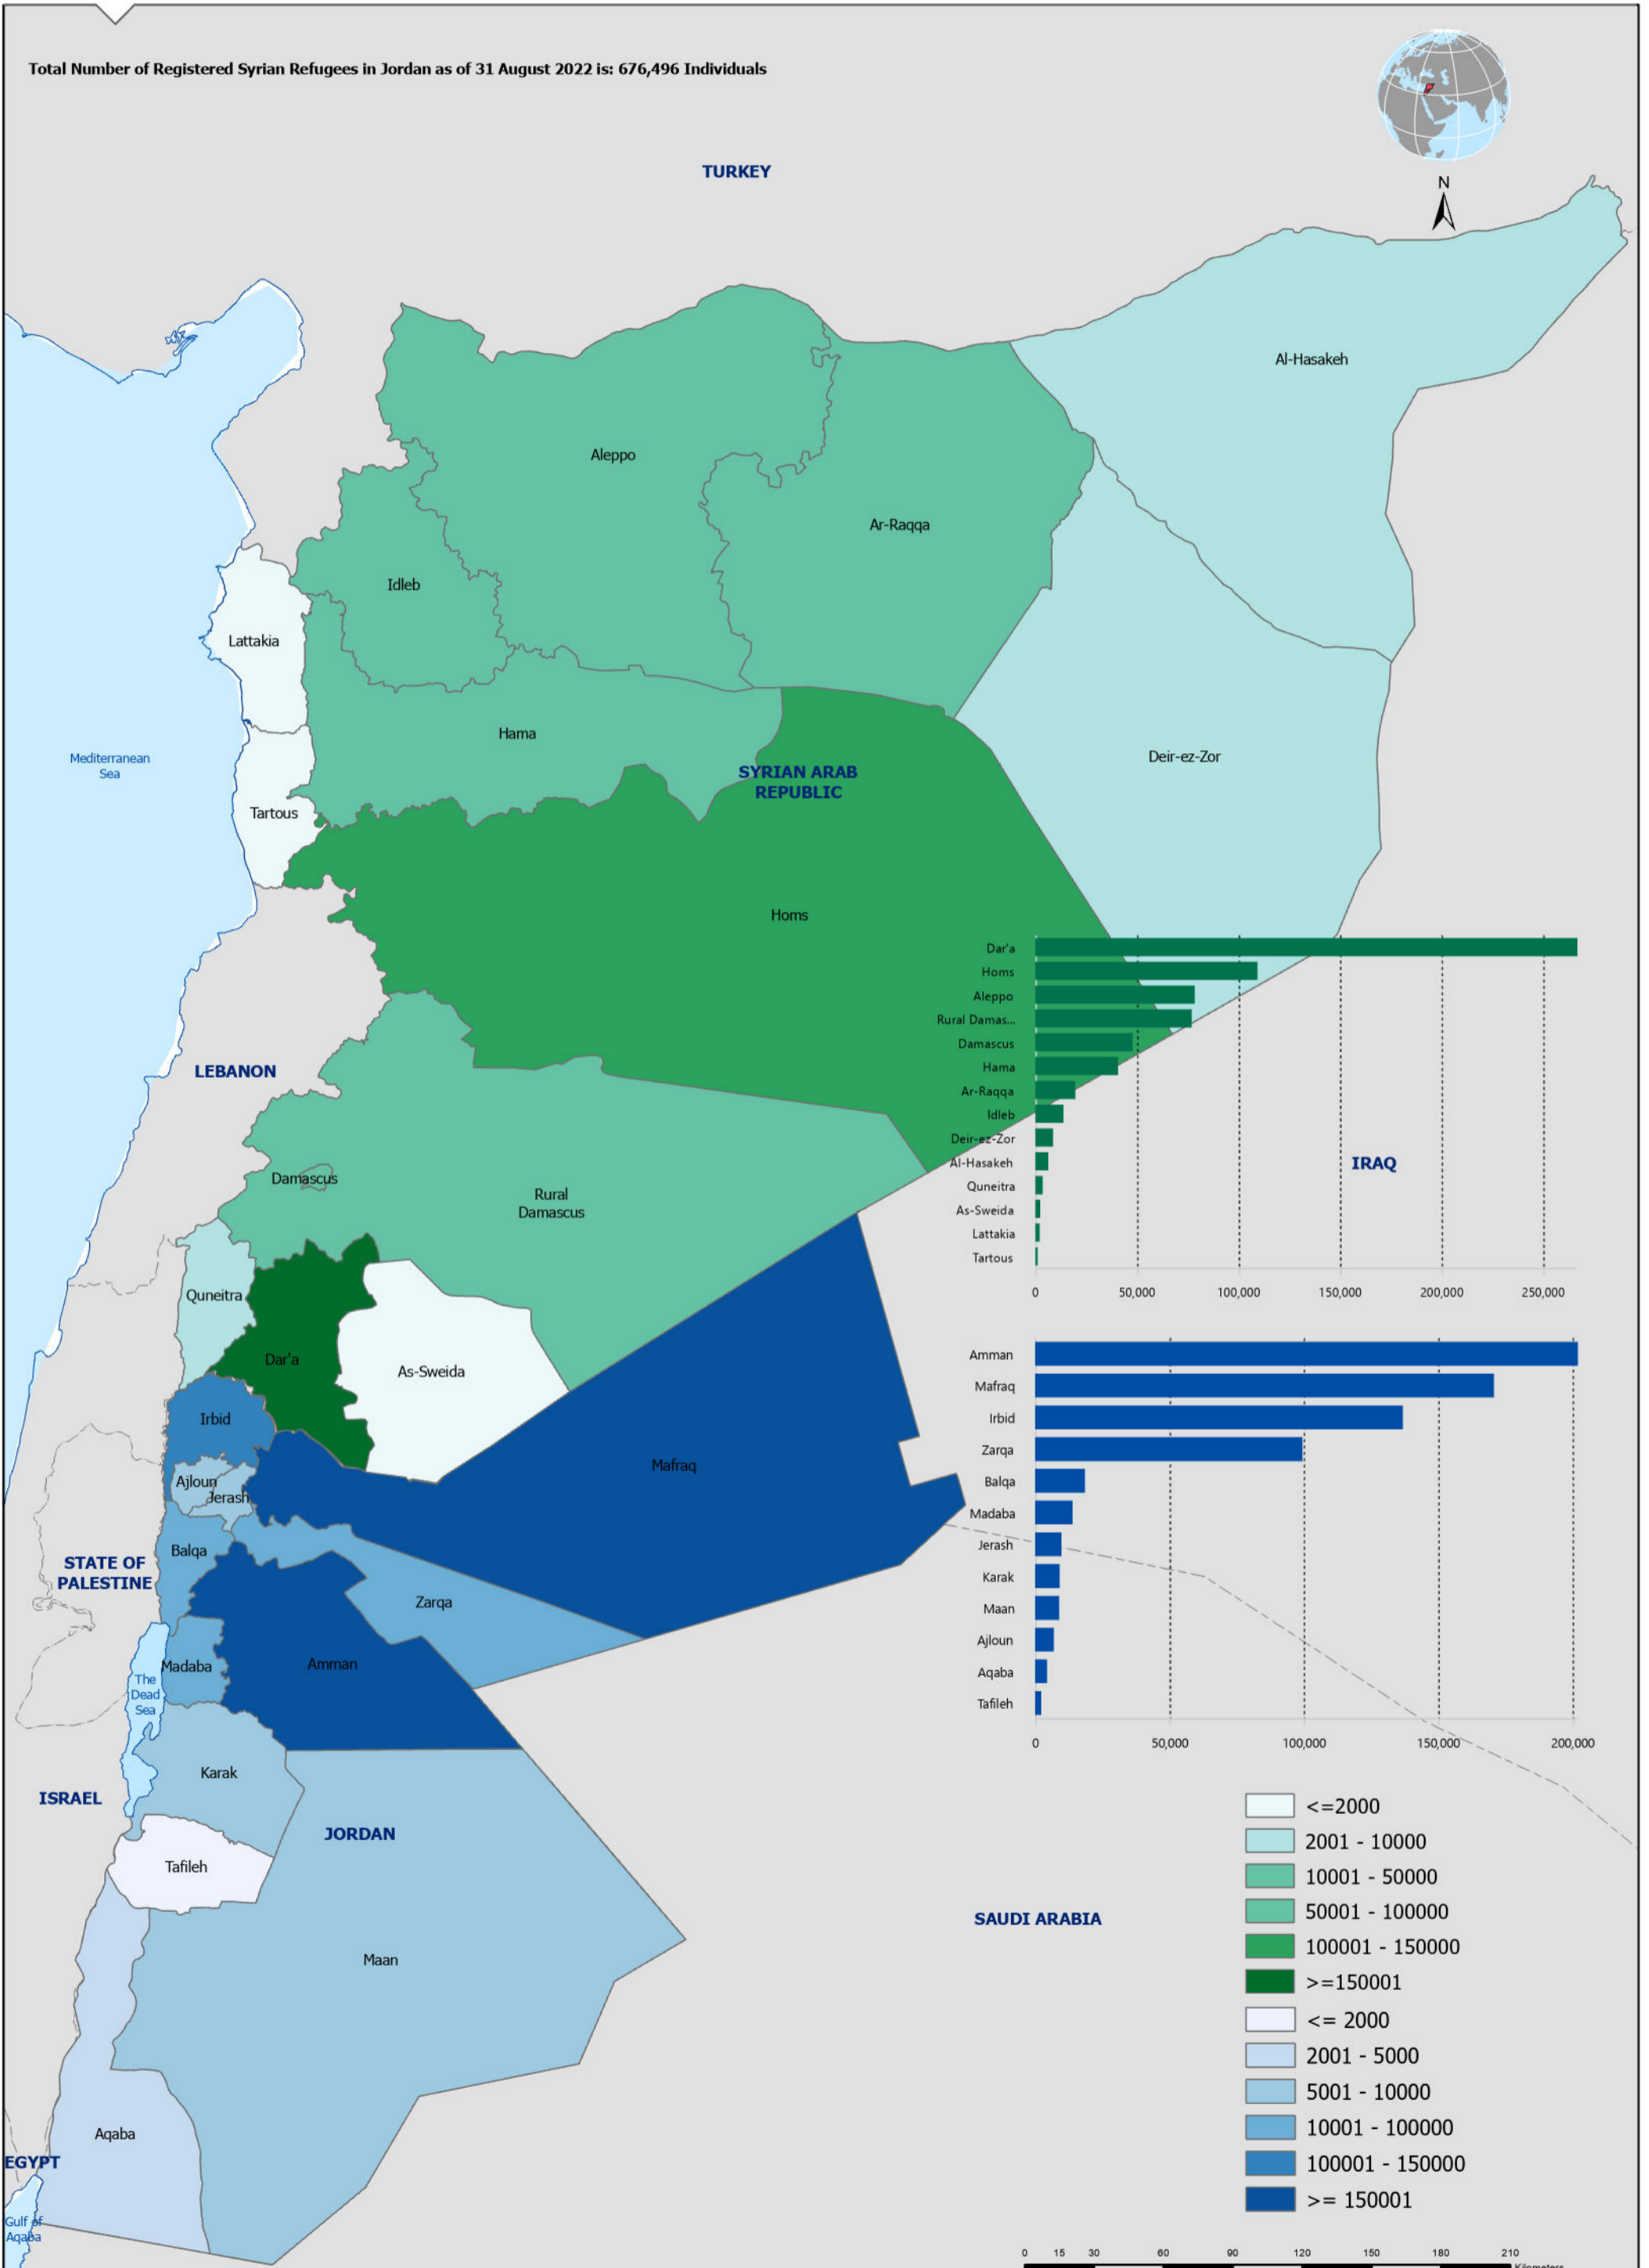 Total Number of Registered Syrian Refugees in Jordan as of 31 August 2022 is: 676,496 Individuals
N
TURKEY
Al-Hasakeh
Aleppo
Ar-Raqqa
Idleb
Lattakia
Hama
Mediterranean
Sea
Deir-ez-Zor
SYRIAN ARAB
REPUBLIC
Tartous
Homs
LEBANON
Damascus
Rural
Damascus
Quneitra
Dar'a
As-Sweida
Irbid
Mafraq
Ajloun
Jerash
Balqa
STATE OF
PALESTINE
Zarqa
Madaba
Amman
The
Dead
Sea
Karak
ISRAEL
JORDAN
Tafileh
Maan
Aqaba
EGYPT
Gulf of
Aqaba
IRAQ
SAUDI ARABIA
Dar'a
Homs
Aleppo
Rural Damas...
Damascus
Hama
Ar-Raqqa
Idleb
Deir-ez-Zor
Al-Hasakeh
Quneitra
As-Sweida
Lattakia
Tartous
0 50,000 100,000 150,000 200,000 250,000
Amman
Mafraq
Irbid
Zarqa
Balqa
Madaba
Jerash
Karak
Maan
Ajloun
Aqaba
Tafileh
0 50,000 100,000 150,000 200,000
<=2000
2001 - 10000
10001 - 50000
50001 - 100000
100001 - 150000
>=150001
<= 2000
2001 - 5000
5001 - 10000
10001 - 100000
100001 - 150000
>= 150001
0 15 30 60 90 120 150 180 210
Kilometers